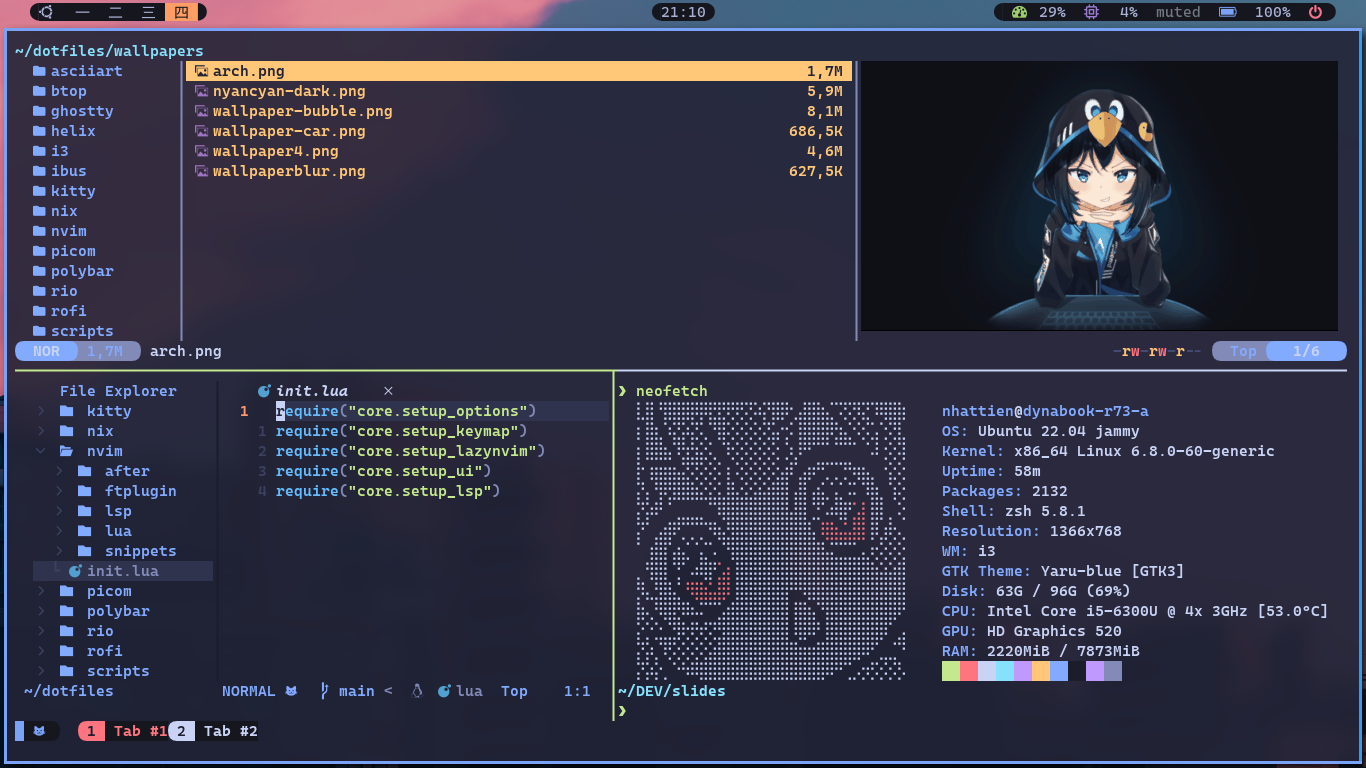 一 二 三 四
21:10
29% 4% muted 100%
~/dotfiles/wallpapers
asciiart
btop
ghostty
helix
i3
ibus
kitty
nix
nvim
picom
polybar
rio
rofi
scripts
arch.png 1,7M
nyancyan-dark.png 5,9M
wallpaper-bubble.png 8,1M
wallpaper-car.png 686,5K
wallpaper4.png 4,6M
wallpaperblur.png 627,5K
NOR 1,7M arch.png -rw-rw-r-- Top 1/6
File Explorer
kitty
nix
nvim
after
ftplugin
lsp
lua
snippets
init.lua
picom
polybar
rio
rofi
scripts
~/dotfiles
init.lua ×
1 require("core.setup_options")
1 require("core.setup_keymap")
2 require("core.setup_lazynvim")
3 require("core.setup_ui")
4 require("core.setup_lsp")
NORMAL main < lua Top 1:1
❯ neofetch
nhattien@dynabook-r73-a
OS: Ubuntu 22.04 jammy
Kernel: x86_64 Linux 6.8.0-60-generic
Uptime: 58m
Packages: 2132
Shell: zsh 5.8.1
Resolution: 1366x768
WM: i3
GTK Theme: Yaru-blue [GTK3]
Disk: 63G / 96G (69%)
CPU: Intel Core i5-6300U @ 4x 3GHz [53.0°C]
GPU: HD Graphics 520
RAM: 2220MiB / 7873MiB
~/DEV/slides
❯
1 Tab #1 2 Tab #2